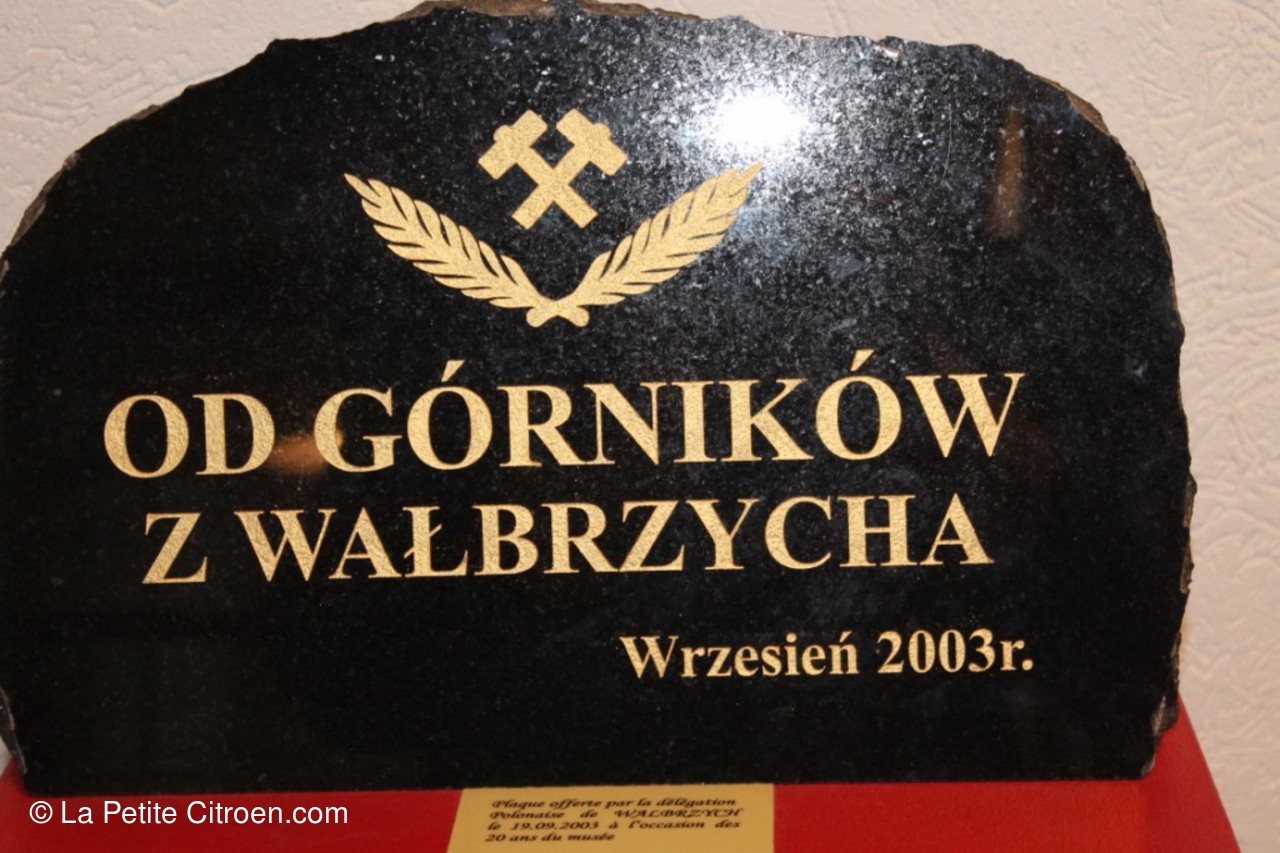 OD GÓRNIKÓW
Z WAŁBRZYCHA
Wrzesień 2003r.
Plaque offerte par la délégation
Polonaise de WALBRZYCH
le 19.09.2003 à l'occasion des
20 ans du musée
© La Petite Citroen.com